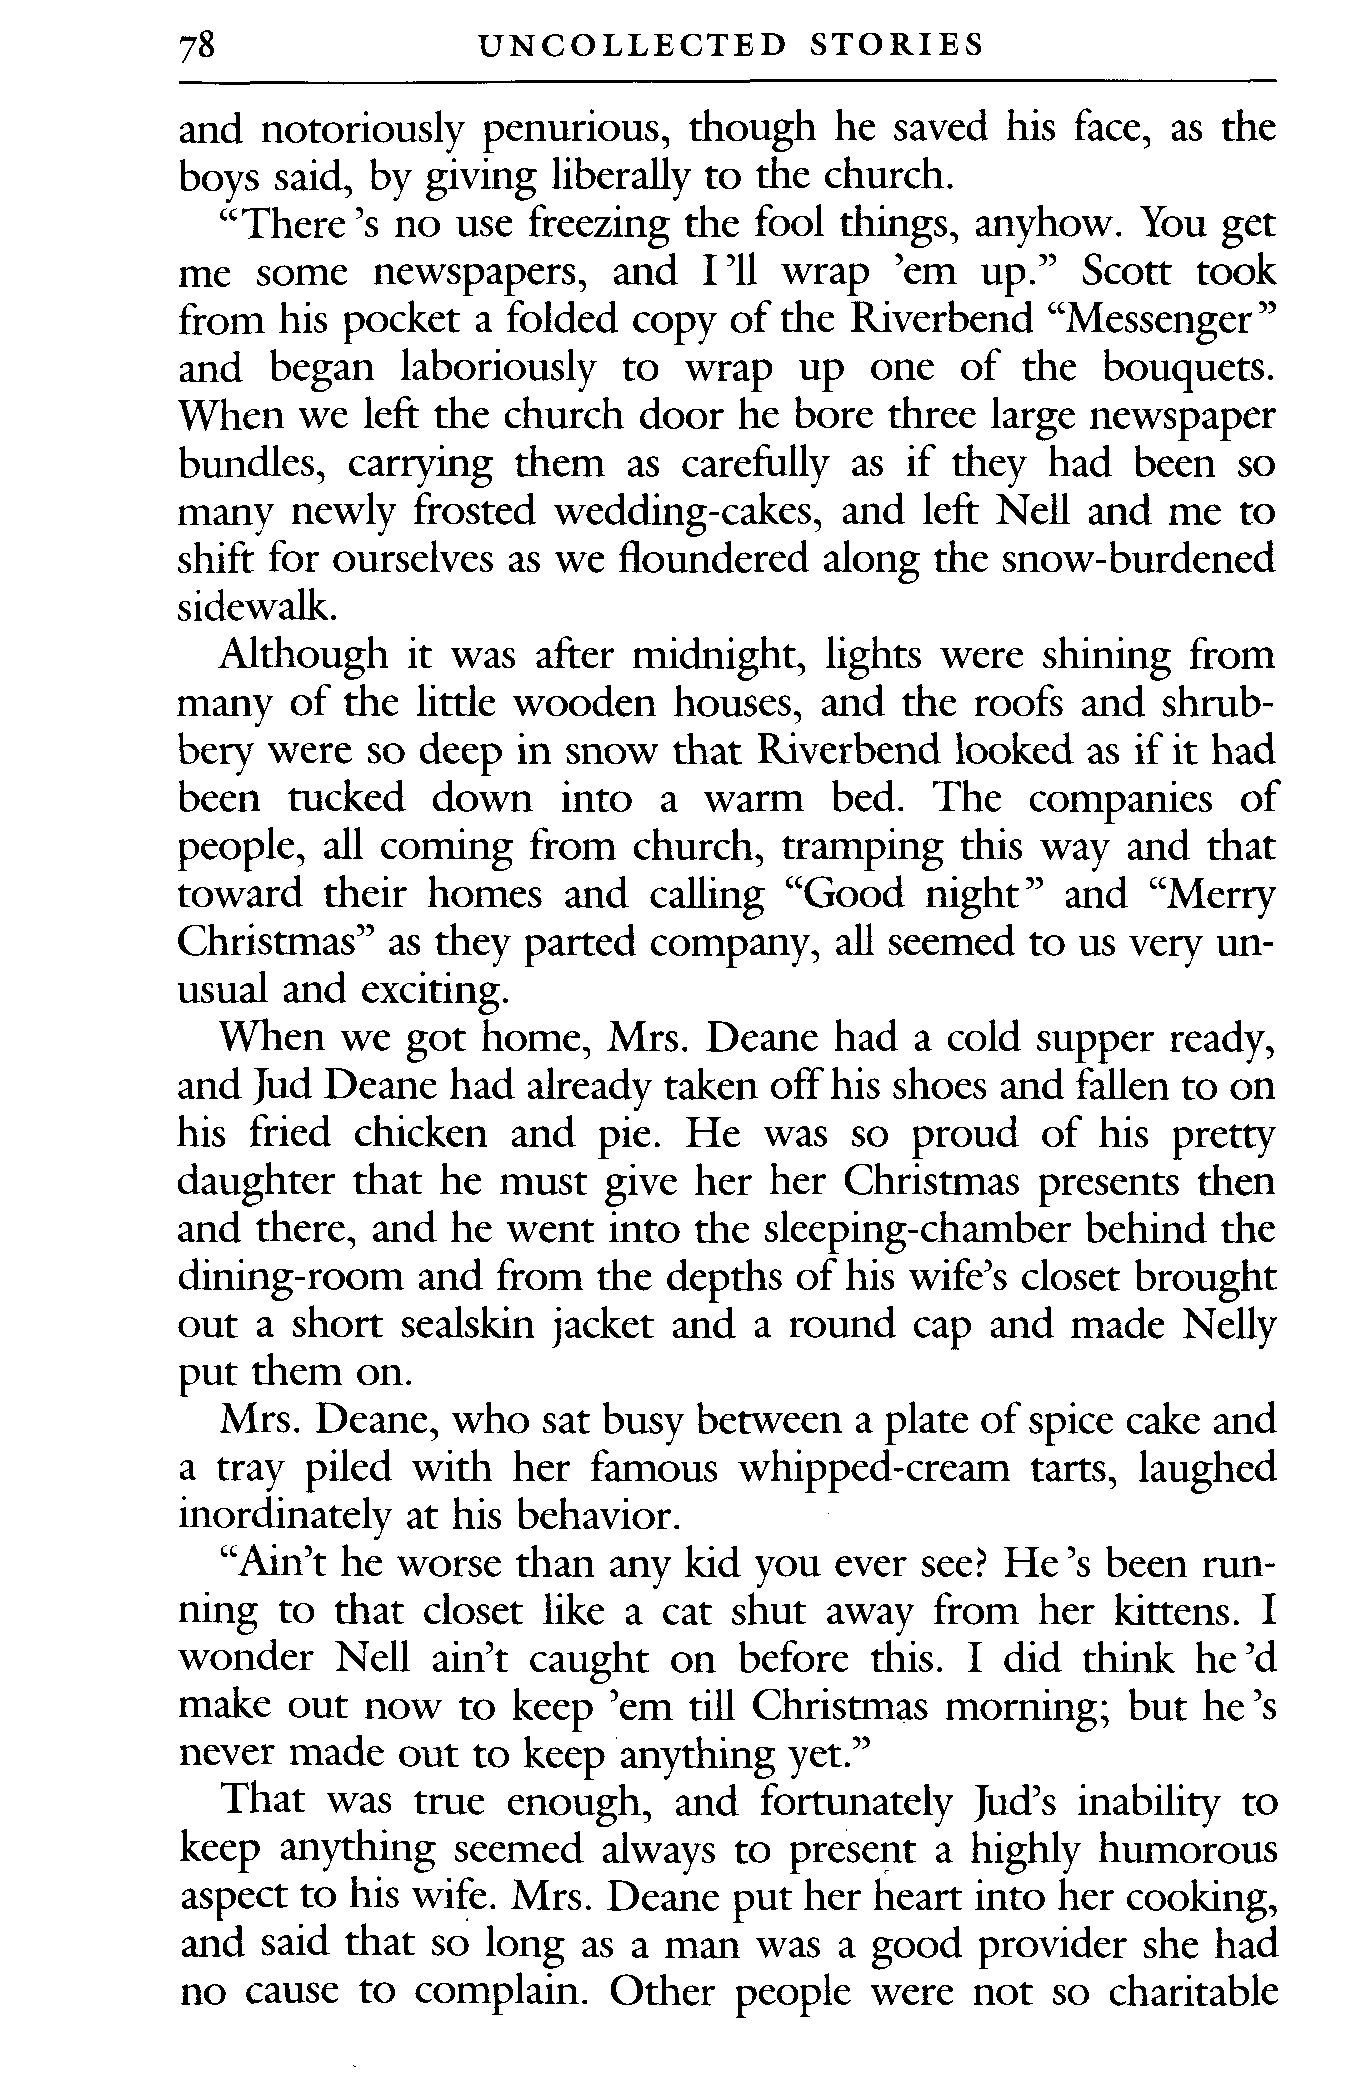 78 UNCOLLECTED STORIES
and notoriously penurious, though he saved his face, as the
boys said, by giving liberally to the church.
“There ’s no use freezing the fool things, anyhow. You get
me some newspapers, and I ’ll wrap ’em up.” Scott took
from his pocket a folded copy of the Riverbend “Messenger”
and began laboriously to wrap up one of the bouquets.
When we left the church door he bore three large newspaper
bundles, carrying them as carefully as if they had been so
many newly frosted wedding-cakes, and left Nell and me to
shift for ourselves as we floundered along the snow-burdened
sidewalk.
Although it was after midnight, lights were shining from
many of the little wooden houses, and the roofs and shrub-
bery were so deep in snow that Riverbend looked as if it had
been tucked down into a warm bed. The companies of
people, all coming from church, tramping this way and that
toward their homes and calling “Good night” and “Merry
Christmas” as they parted company, all seemed to us very un-
usual and exciting.
When we got home, Mrs. Deane had a cold supper ready,
and Jud Deane had already taken off his shoes and fallen to on
his fried chicken and pie. He was so proud of his pretty
daughter that he must give her her Christmas presents then
and there, and he went into the sleeping-chamber behind the
dining-room and from the depths of his wife’s closet brought
out a short sealskin jacket and a round cap and made Nelly
put them on.
Mrs. Deane, who sat busy between a plate of spice cake and
a tray piled with her famous whipped-cream tarts, laughed
inordinately at his behavior.
“Ain’t he worse than any kid you ever see? He ’s been run-
ning to that closet like a cat shut away from her kittens. I
wonder Nell ain’t caught on before this. I did think he ’d
make out now to keep ’em till Christmas morning; but he ’s
never made out to keep anything yet.”
That was true enough, and fortunately Jud’s inability to
keep anything seemed always to present a highly humorous
aspect to his wife. Mrs. Deane put her heart into her cooking,
and said that so long as a man was a good provider she had
no cause to complain. Other people were not so charitable